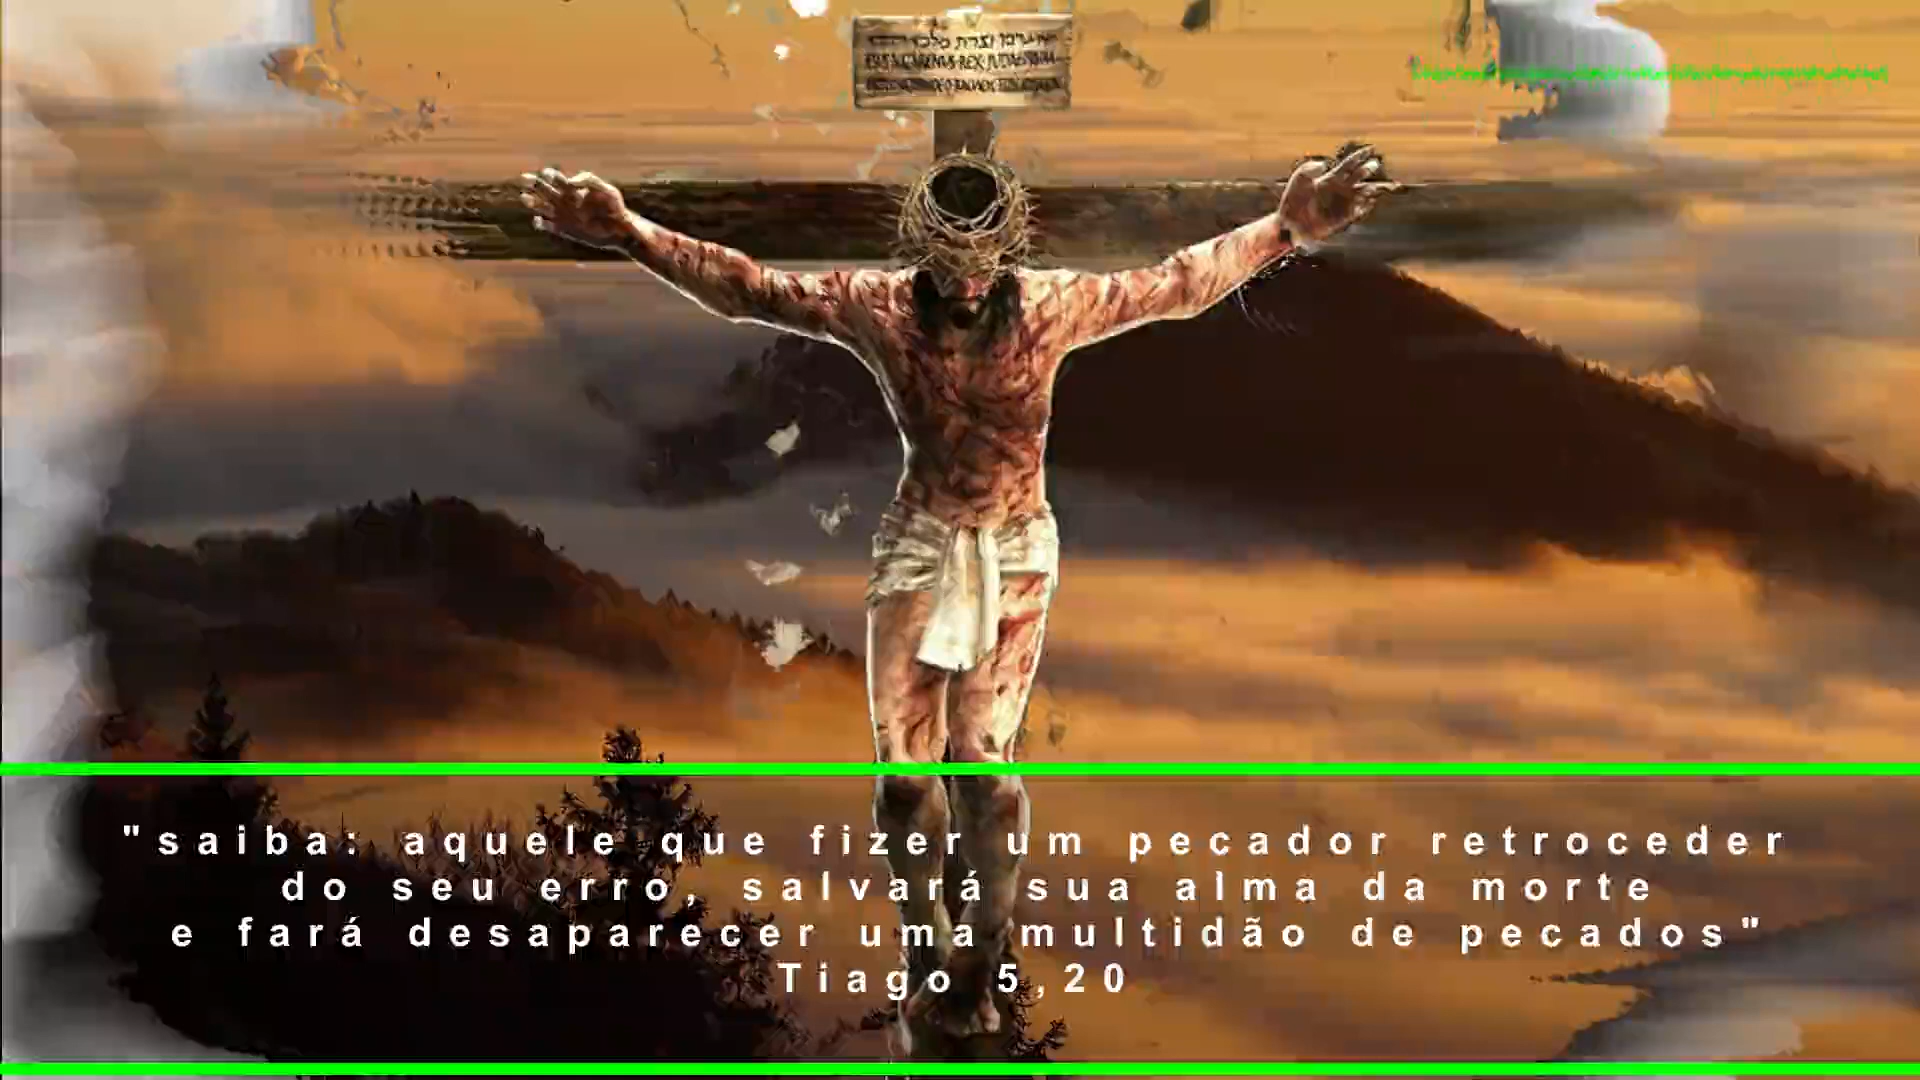 REX
"saiba: aquele que fizer um pecador retroceder
do seu erro, salvará sua alma da morte
e fará desaparecer uma multidão de pecados"
Tiago 5,20